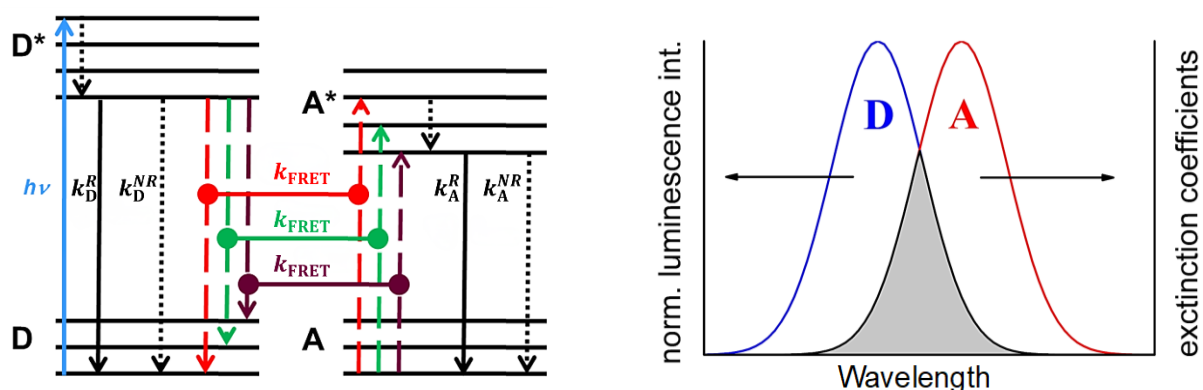 D*
A*
hν
k_D^R
k_D^NR
k_FRET
k_FRET
k_FRET
k_A^R
k_A^NR
D
A
norm. luminescence int.
D
A
extinction coefficients
Wavelength